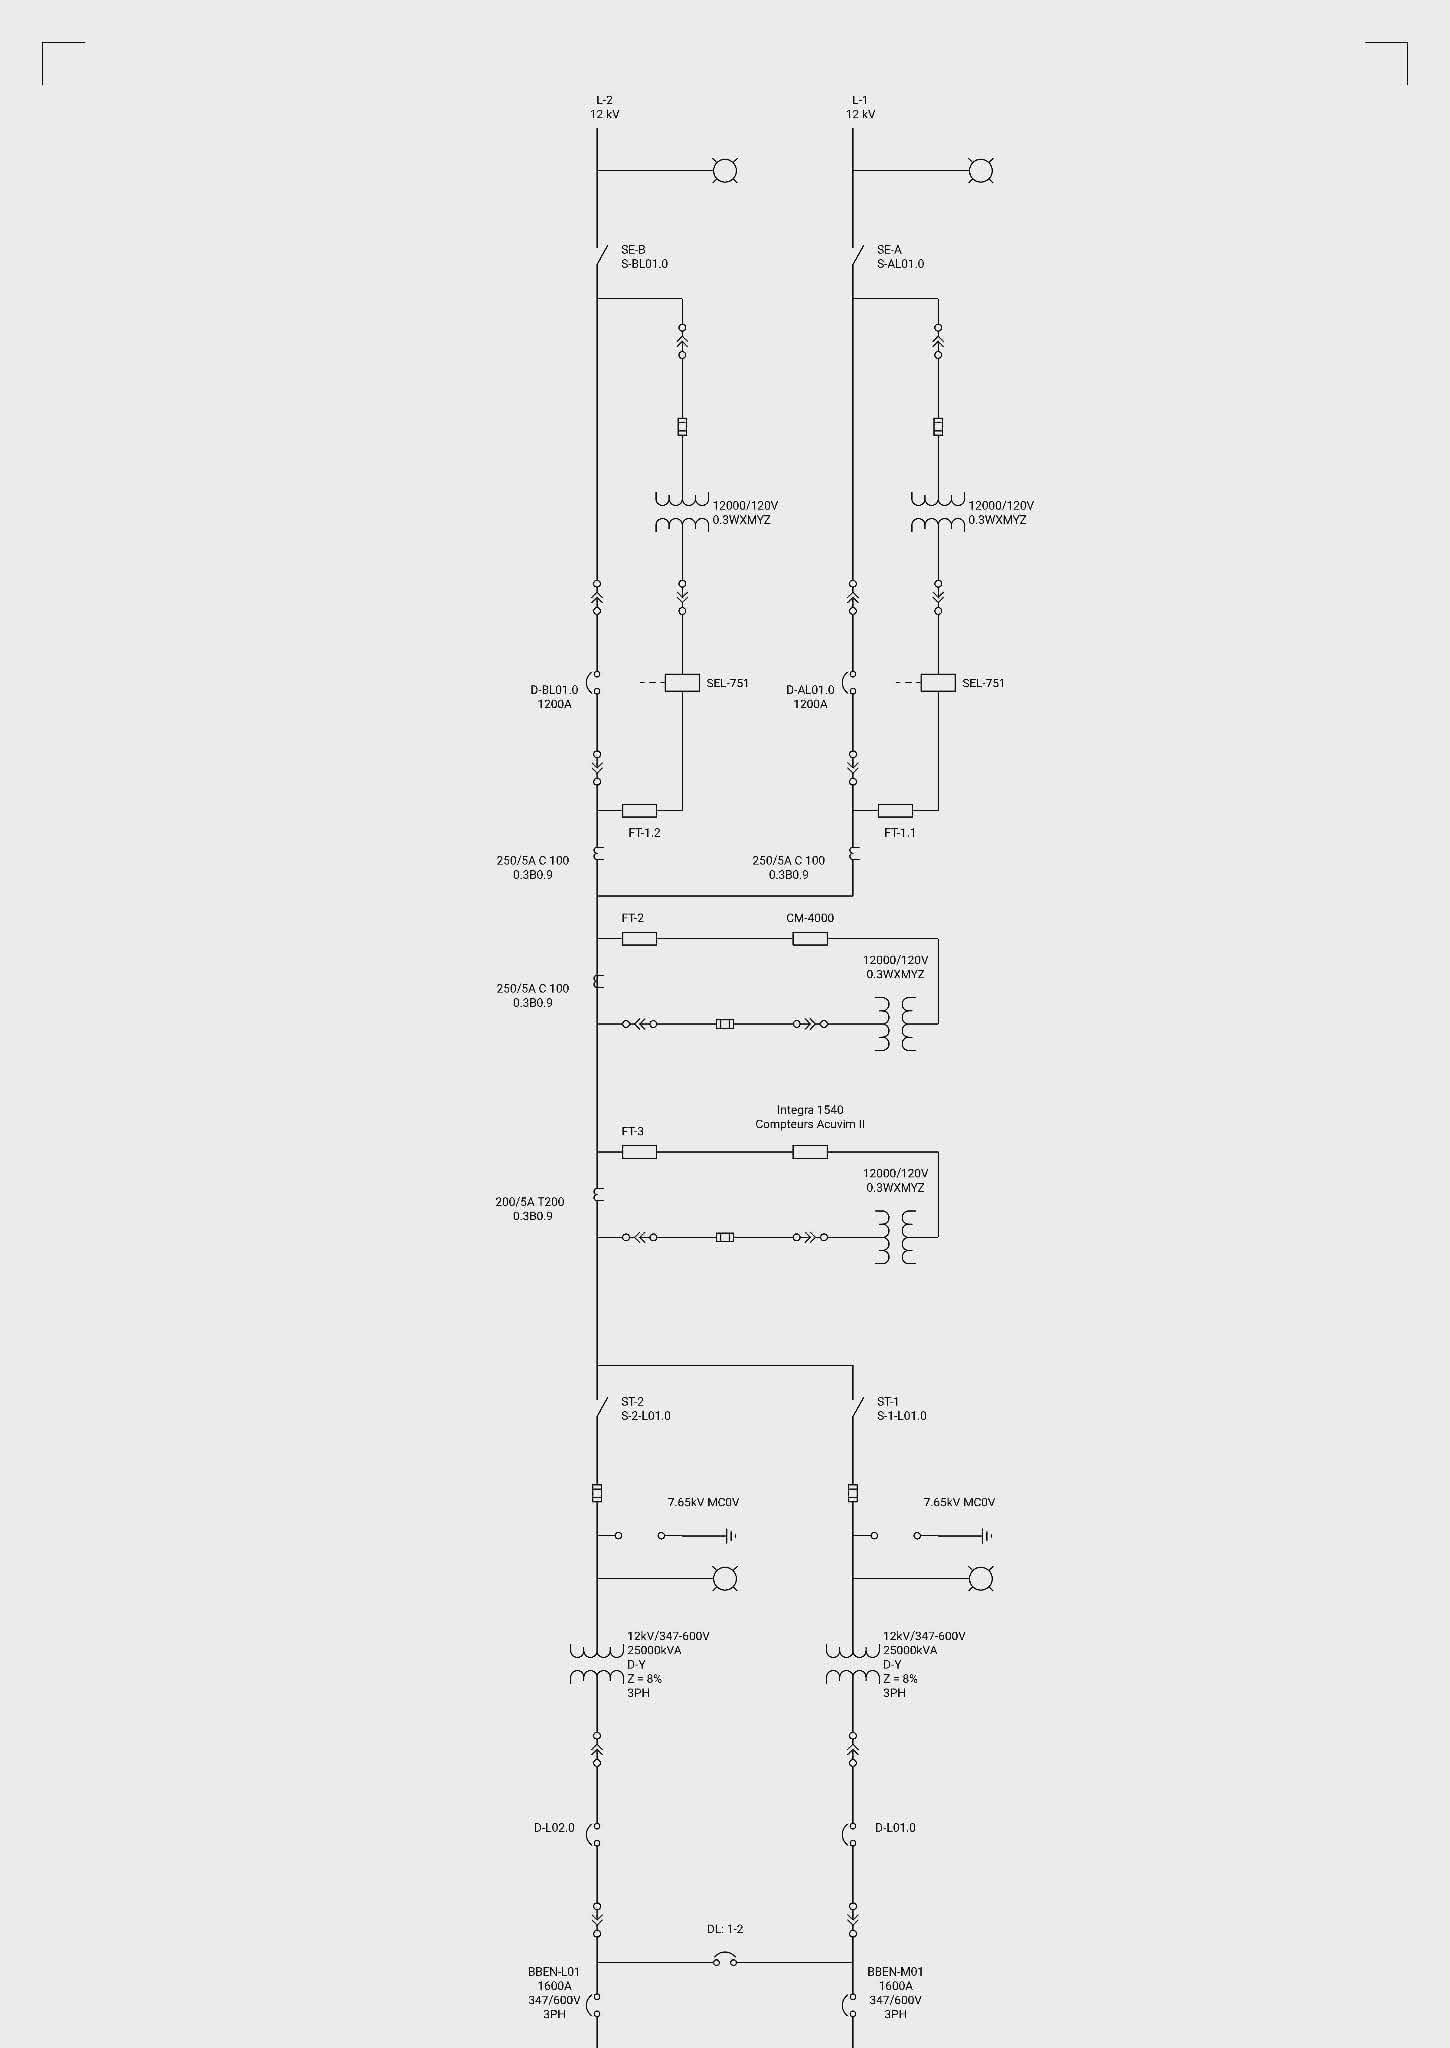 L-2
12 kV
L-1
12 kV
SE-B
S-BL01.0
SE-A
S-AL01.0
12000/120V
0.3WXMYZ
12000/120V
0.3WXMYZ
D-BL01.0
1200A
SEL-751
D-AL01.0
1200A
SEL-751
FT-1.2
FT-1.1
250/5A C 100
0.3B0.9
250/5A C 100
0.3B0.9
FT-2
CM-4000
12000/120V
0.3WXMYZ
250/5A C 100
0.3B0.9
Integra 1540
Compteurs Acuvim II
FT-3
12000/120V
0.3WXMYZ
200/5A T200
0.3B0.9
ST-2
S-2-L01.0
ST-1
S-1-L01.0
7.65kV MC0V
7.65kV MC0V
12kV/347-600V
25000kVA
D-Y
Z = 8%
3PH
12kV/347-600V
25000kVA
D-Y
Z = 8%
3PH
D-L02.0
D-L01.0
DL: 1-2
BBEN-L01
1600A
347/600V
3PH
BBEN-M01
1600A
347/600V
3PH